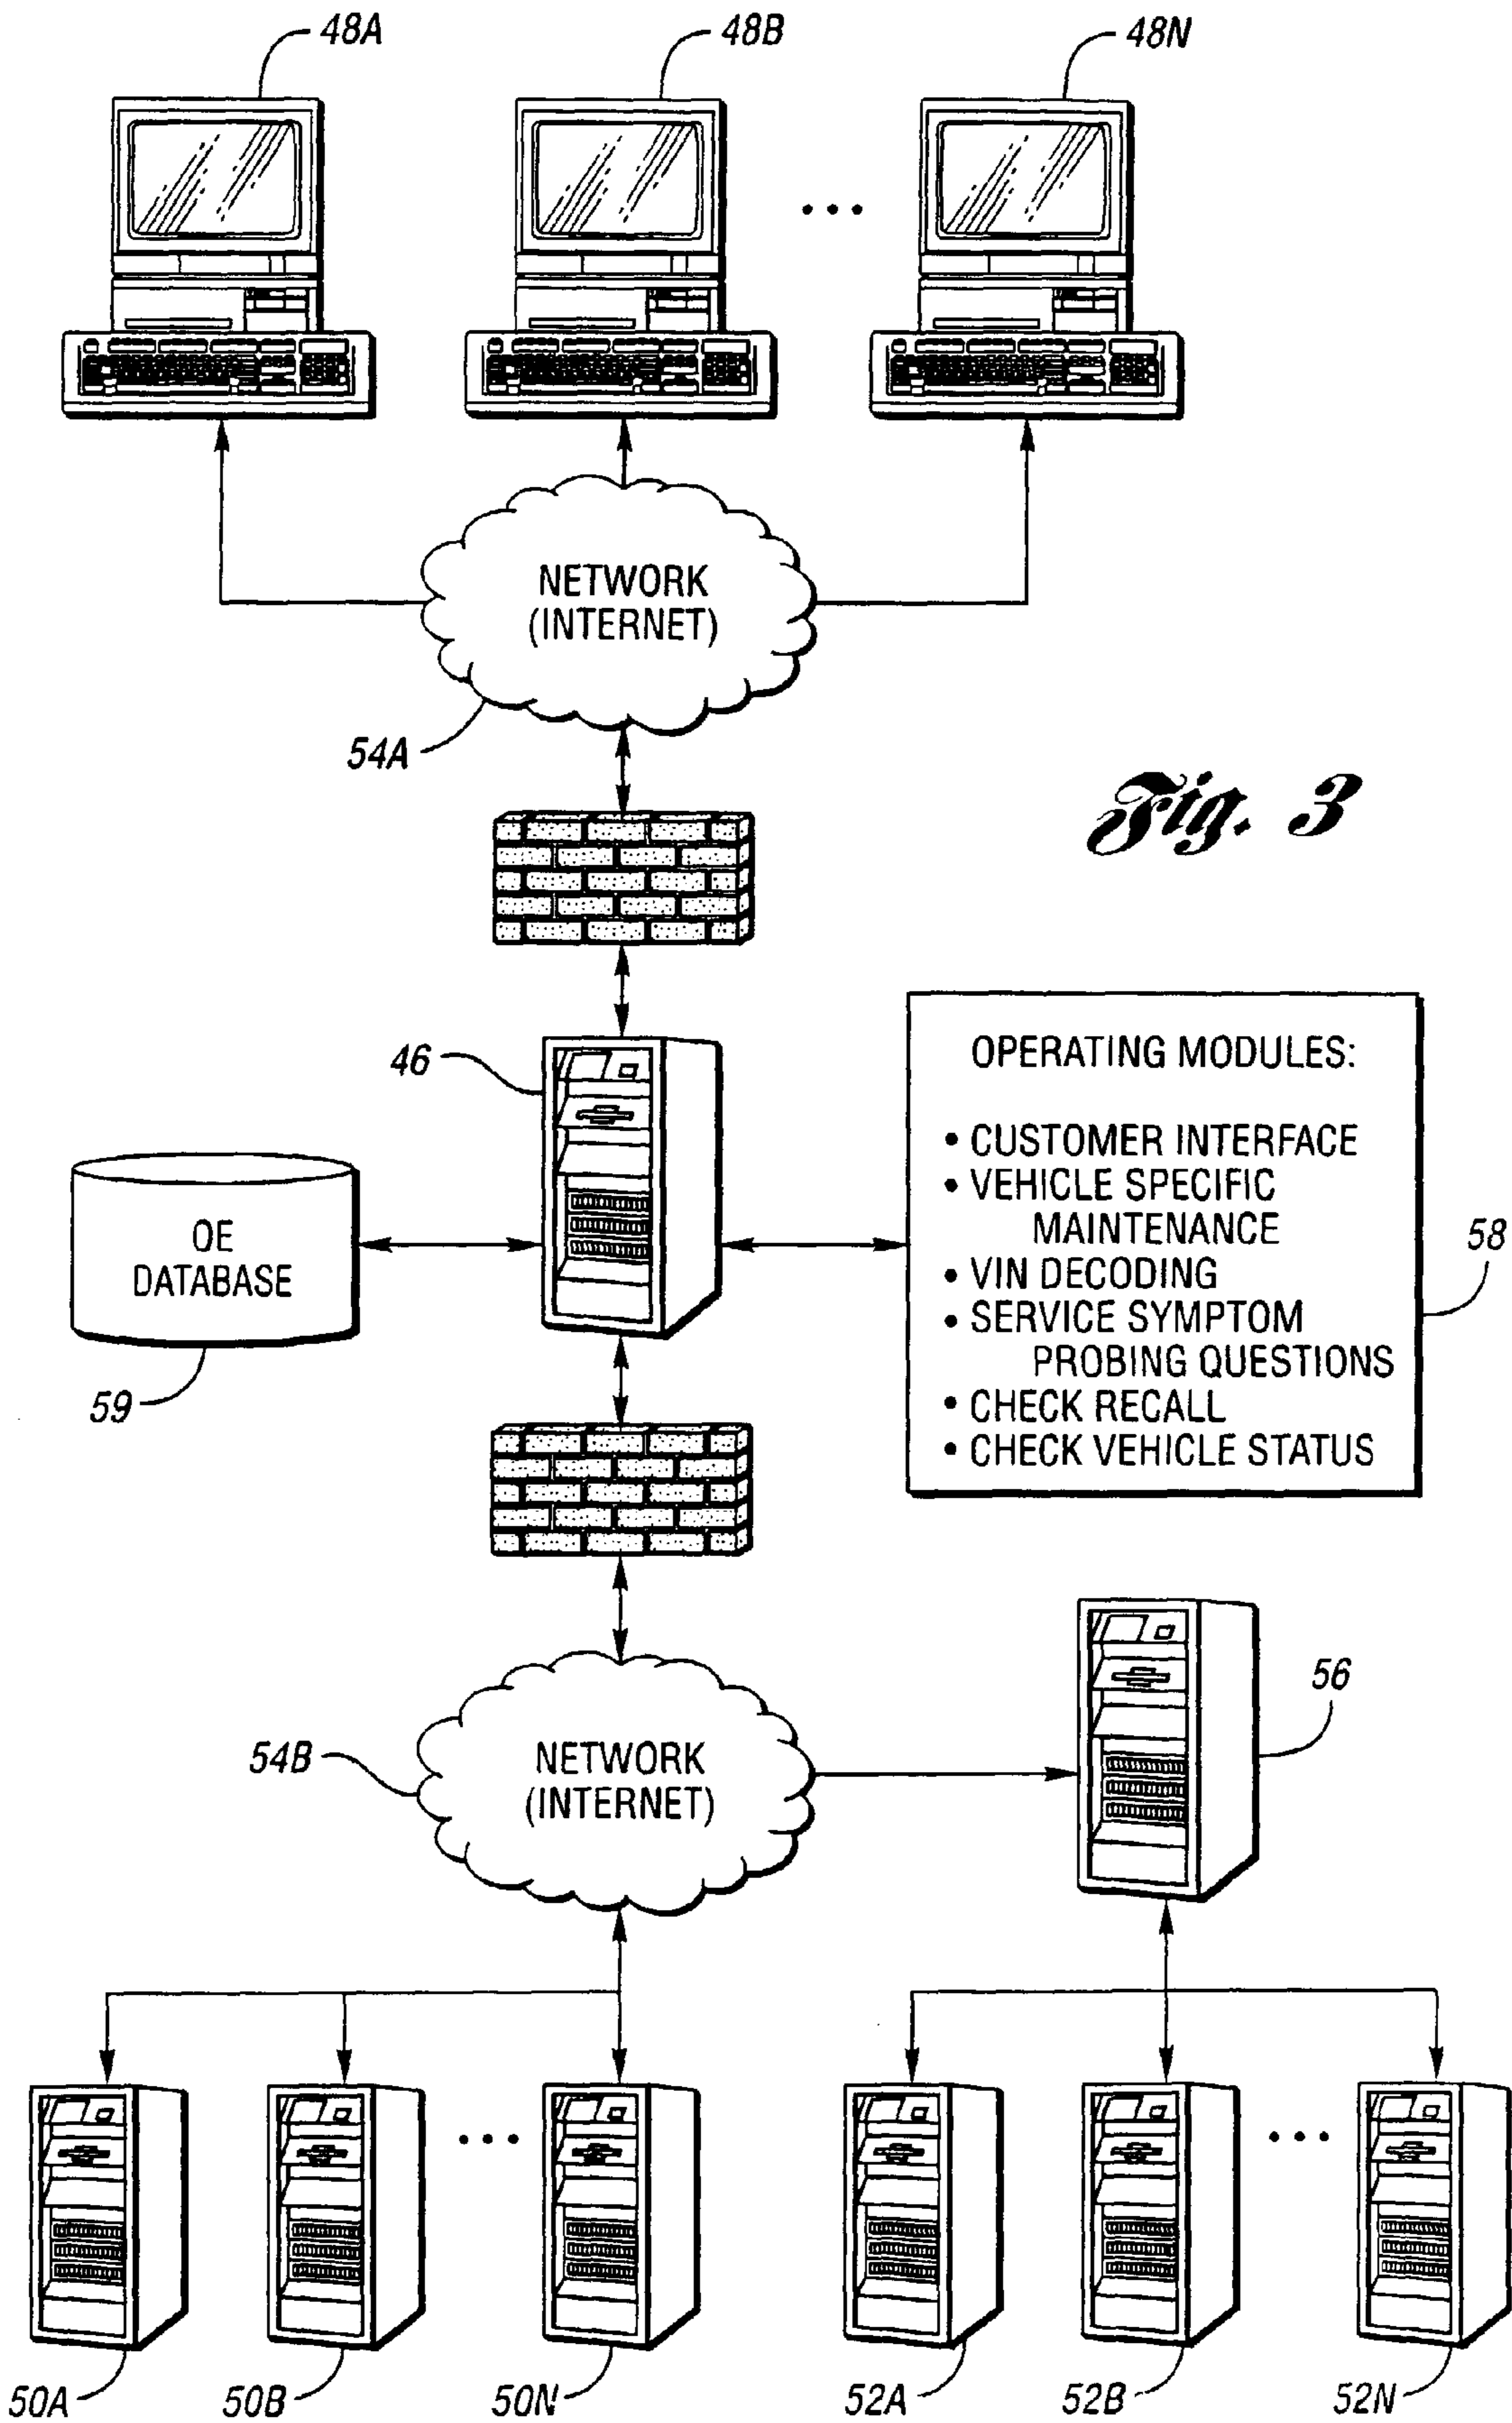 48A
48B
48N
NETWORK
(INTERNET)
54A
Fig. 3
46
OPERATING MODULES:
• CUSTOMER INTERFACE
• VEHICLE SPECIFIC
MAINTENANCE
• VIN DECODING
• SERVICE SYMPTOM
PROBING QUESTIONS
• CHECK RECALL
• CHECK VEHICLE STATUS
58
OE
DATABASE
59
56
54B
NETWORK
(INTERNET)
50A
50B
50N
52A
52B
52N